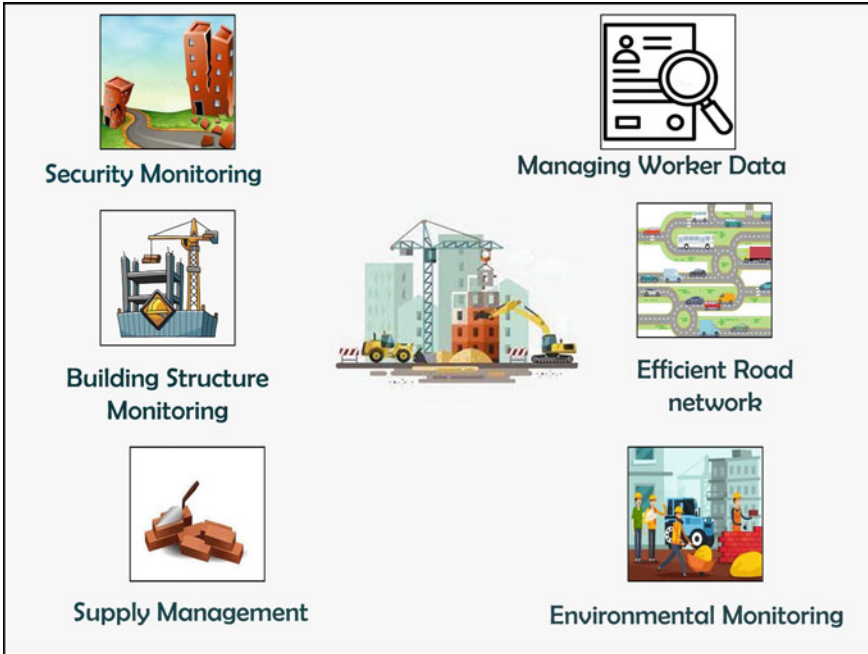 Security Monitoring
Managing Worker Data
Building Structure
Monitoring
Efficient Road
network
Supply Management
Environmental Monitoring